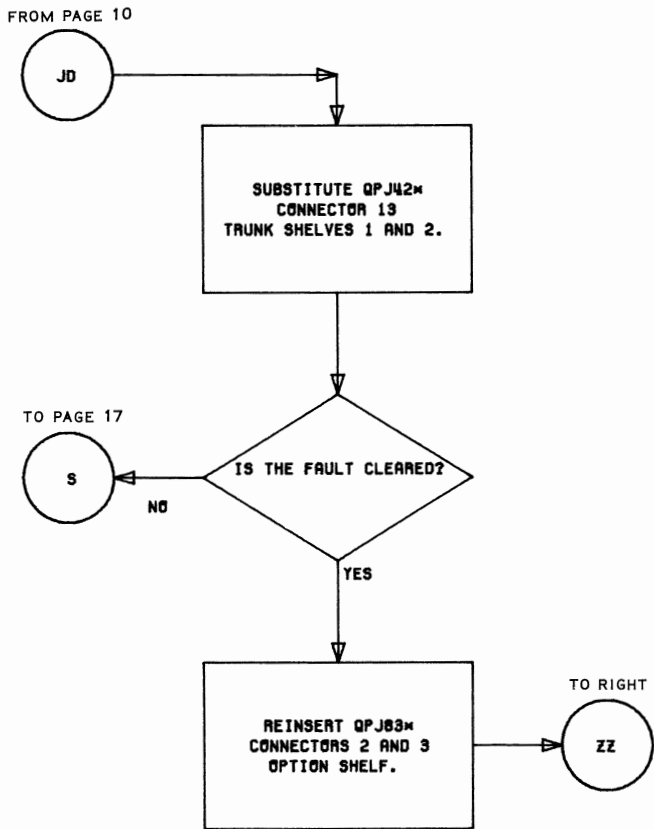 FROM PAGE 10
JD
SUBSTITUTE QPJ42*
CONNECTOR 13
TRUNK SHELVES 1 AND 2.
IS THE FAULT CLEARED?
TO PAGE 17
S
NO
YES
REINSERT QPJ83*
CONNECTORS 2 AND 3
OPTION SHELF.
TO RIGHT
ZZ